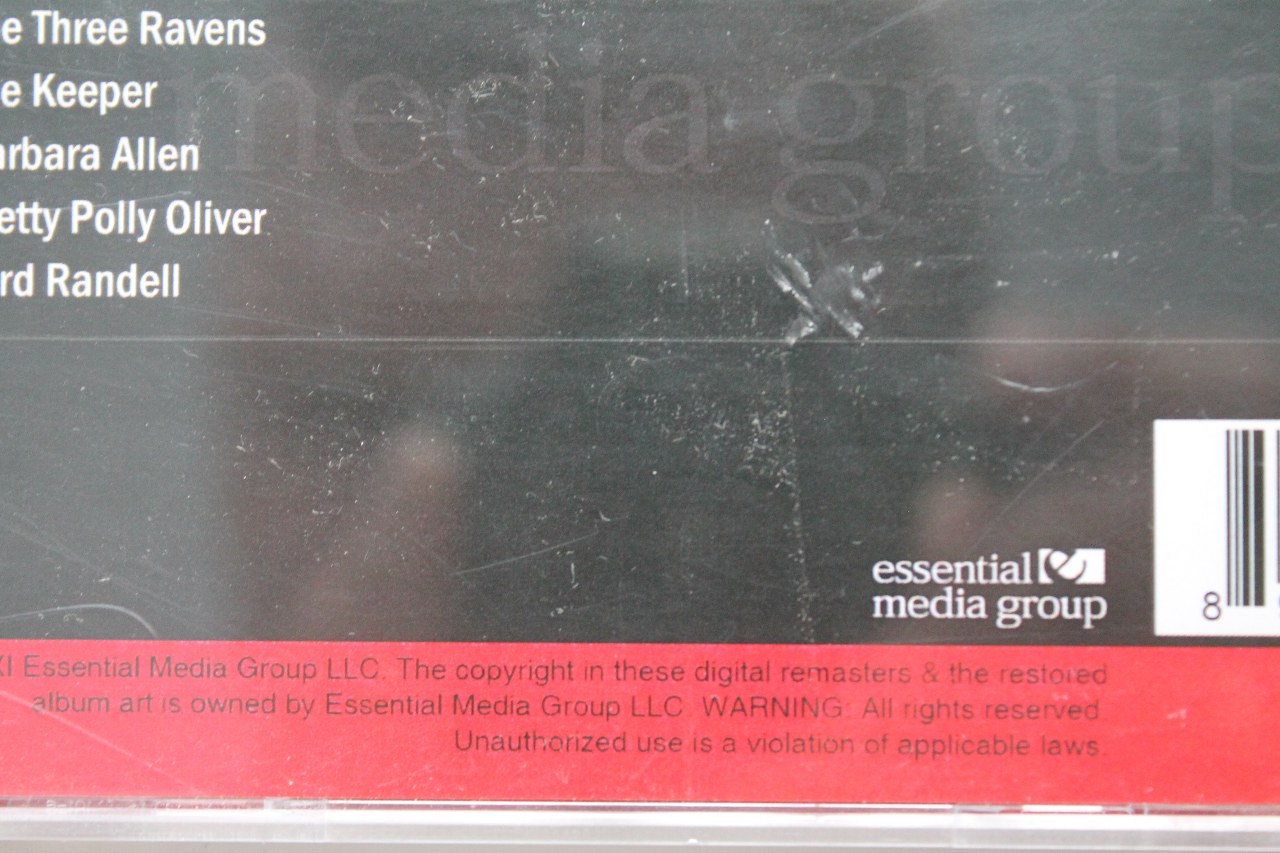 e Three Ravens
e Keeper
arbara Allen
etty Polly Oliver
rd Randell
media group
essential
media group
8
XI Essential Media Group LLC. The copyright in these digital remasters & the restored
album art is owned by Essential Media Group LLC. WARNING: All rights reserved.
Unauthorized use is a violation of applicable laws.